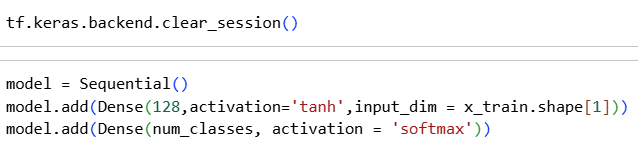 tf.keras.backend.clear_session()
model = Sequential()
model.add(Dense(128,activation='tanh',input_dim = x_train.shape[1]))
model.add(Dense(num_classes, activation = 'softmax'))